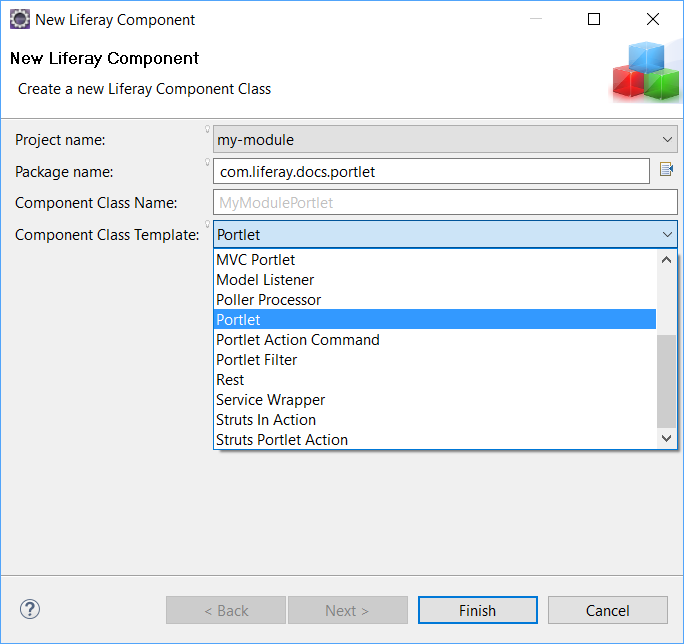 New Liferay Component
New Liferay Component
Create a new Liferay Component Class
Project name: my-module
Package name: com.liferay.docs.portlet
Component Class Name: MyModulePortlet
Component Class Template: Portlet
MVC Portlet
Model Listener
Poller Processor
Portlet
Portlet Action Command
Portlet Filter
Rest
Service Wrapper
Struts In Action
Struts Portlet Action
? < Back Next > Finish Cancel